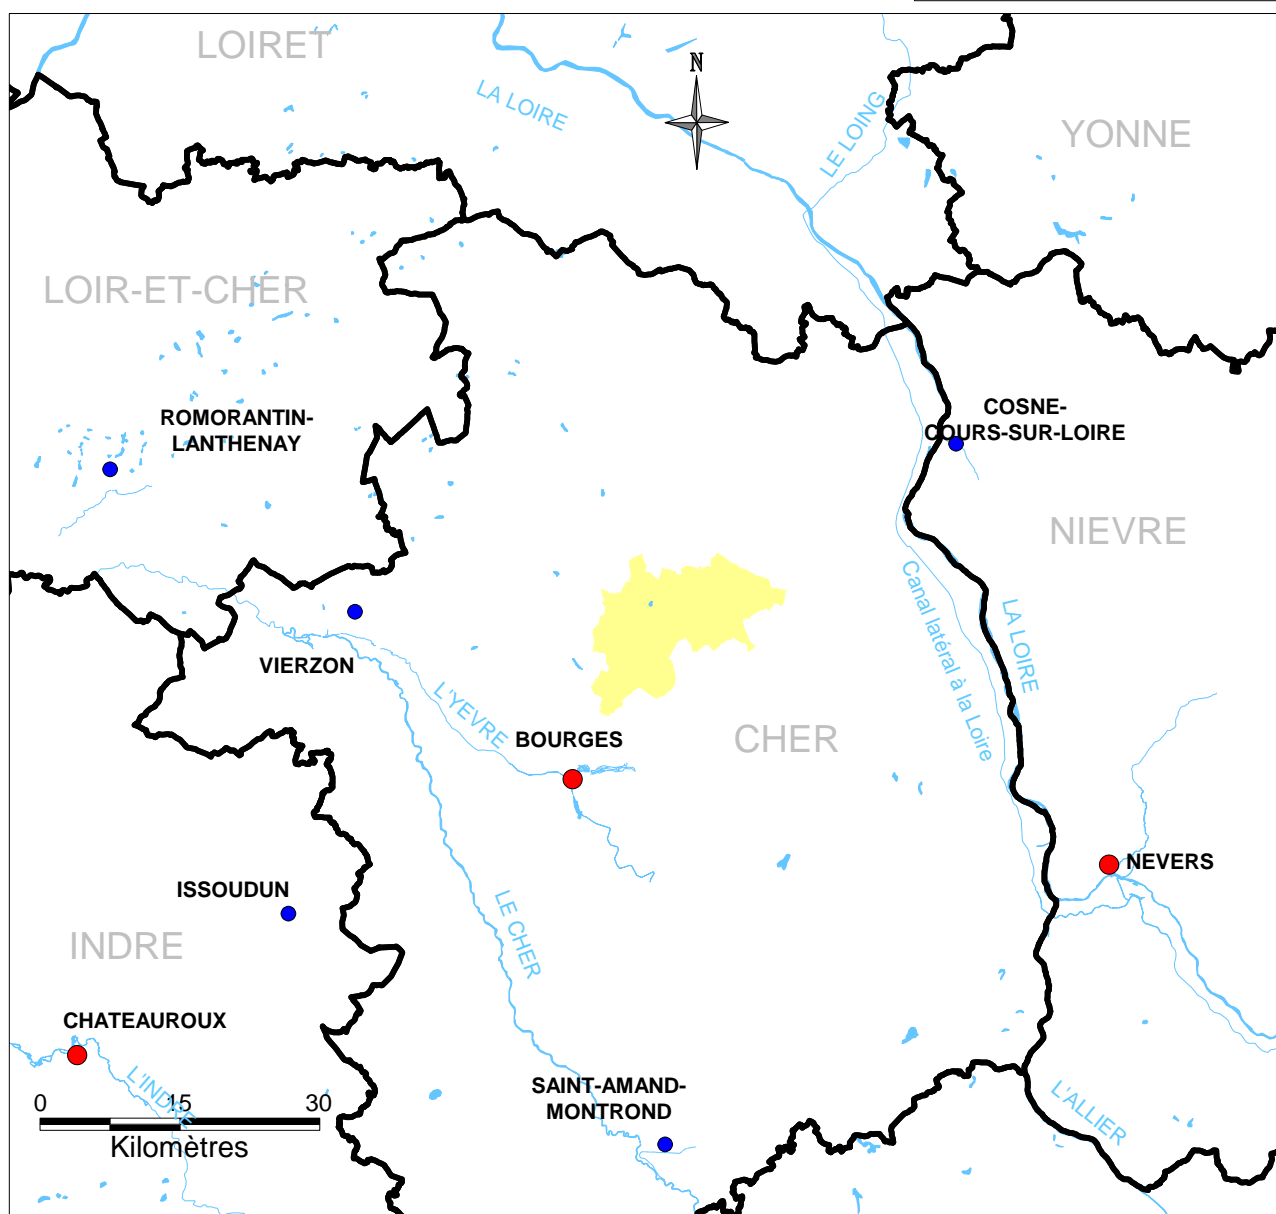 LOIRET
N
LA LOIRE
LE LOING
YONNE
LOIR-ET-CHER
ROMORANTIN-
LANTHENAY
COSNE-
COURS-SUR-LOIRE
NIEVRE
Canal latéral à la Loire
LA LOIRE
VIERZON
L'YEVRE
BOURGES
CHER
ISSOUDUN
LE CHER
NEVERS
INDRE
CHATEAUROUX
L'INDRE
SAINT-AMAND-
MONTROND
L'ALLIER
0 15 30
Kilomètres